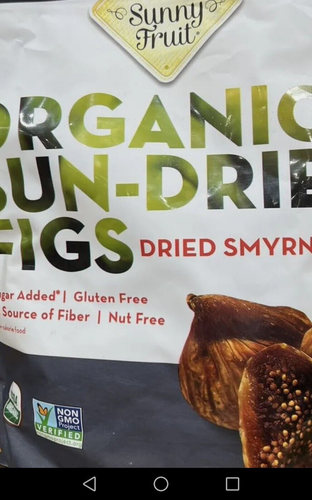 Sunny
Fruit®
ORGANIC
SUN-DRIE
FIGS
DRIED SMYRN
gar Added* | Gluten Free
Source of Fiber | Nut Free
NON
GMO
Project
VERIFIED